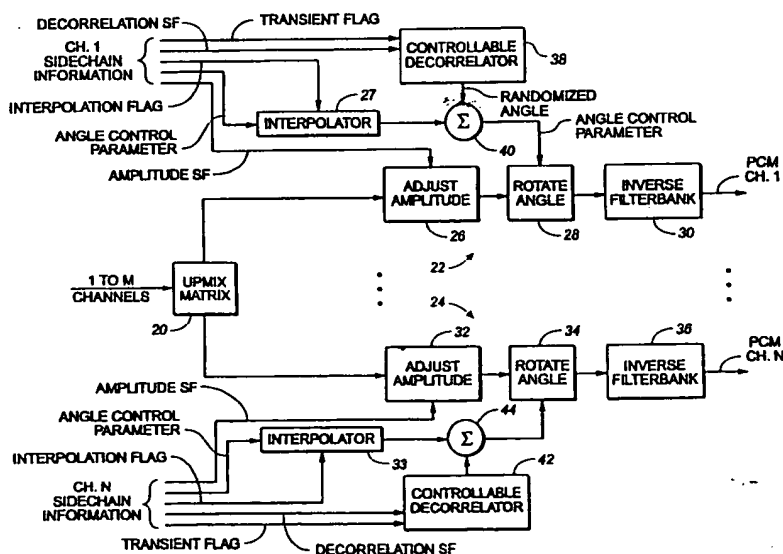 DECORRELATION SF
TRANSIENT FLAG
CH. 1
SIDECHAIN
INFORMATION
CONTROLLABLE
DECORRELATOR
38
INTERPOLATION FLAG
27
RANDOMIZED
ANGLE
INTERPOLATOR
Σ
40
ANGLE CONTROL
PARAMETER
ANGLE CONTROL
PARAMETER
AMPLITUDE SF
ADJUST
AMPLITUDE
26
ROTATE
ANGLE
28
INVERSE
FILTERBANK
30
PCM
CH. 1
22
1 TO M
CHANNELS
UPMIX
MATRIX
20
24
32
34
36
ADJUST
AMPLITUDE
ROTATE
ANGLE
INVERSE
FILTERBANK
PCM
CH. N
AMPLITUDE SF
ANGLE CONTROL
PARAMETER
44
INTERPOLATOR
33
Σ
INTERPOLATION FLAG
42
CH. N
SIDECHAIN
INFORMATION
CONTROLLABLE
DECORRELATOR
TRANSIENT FLAG
DECORRELATION SF